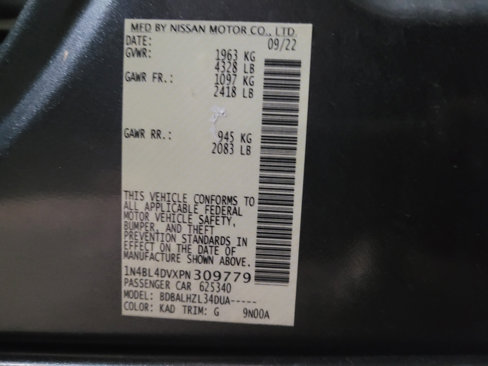 MFD BY NISSAN MOTOR CO., LTD.
DATE: 09/22
GVWR: 1963 KG
4328 LB
GAWR FR.: 1097 KG
2418 LB
GAWR RR.: 945 KG
2083 LB
THIS VEHICLE CONFORMS TO
ALL APPLICABLE FEDERAL
MOTOR VEHICLE SAFETY,
BUMPER, AND THEFT
PREVENTION STANDARDS IN
EFFECT ON THE DATE OF
MANUFACTURE SHOWN ABOVE.
1N4BL4DVXPN309779
PASSENGER CAR 625340
MODEL: BDBALHZL34DUA-----
COLOR: KAD TRIM: G 9N00A